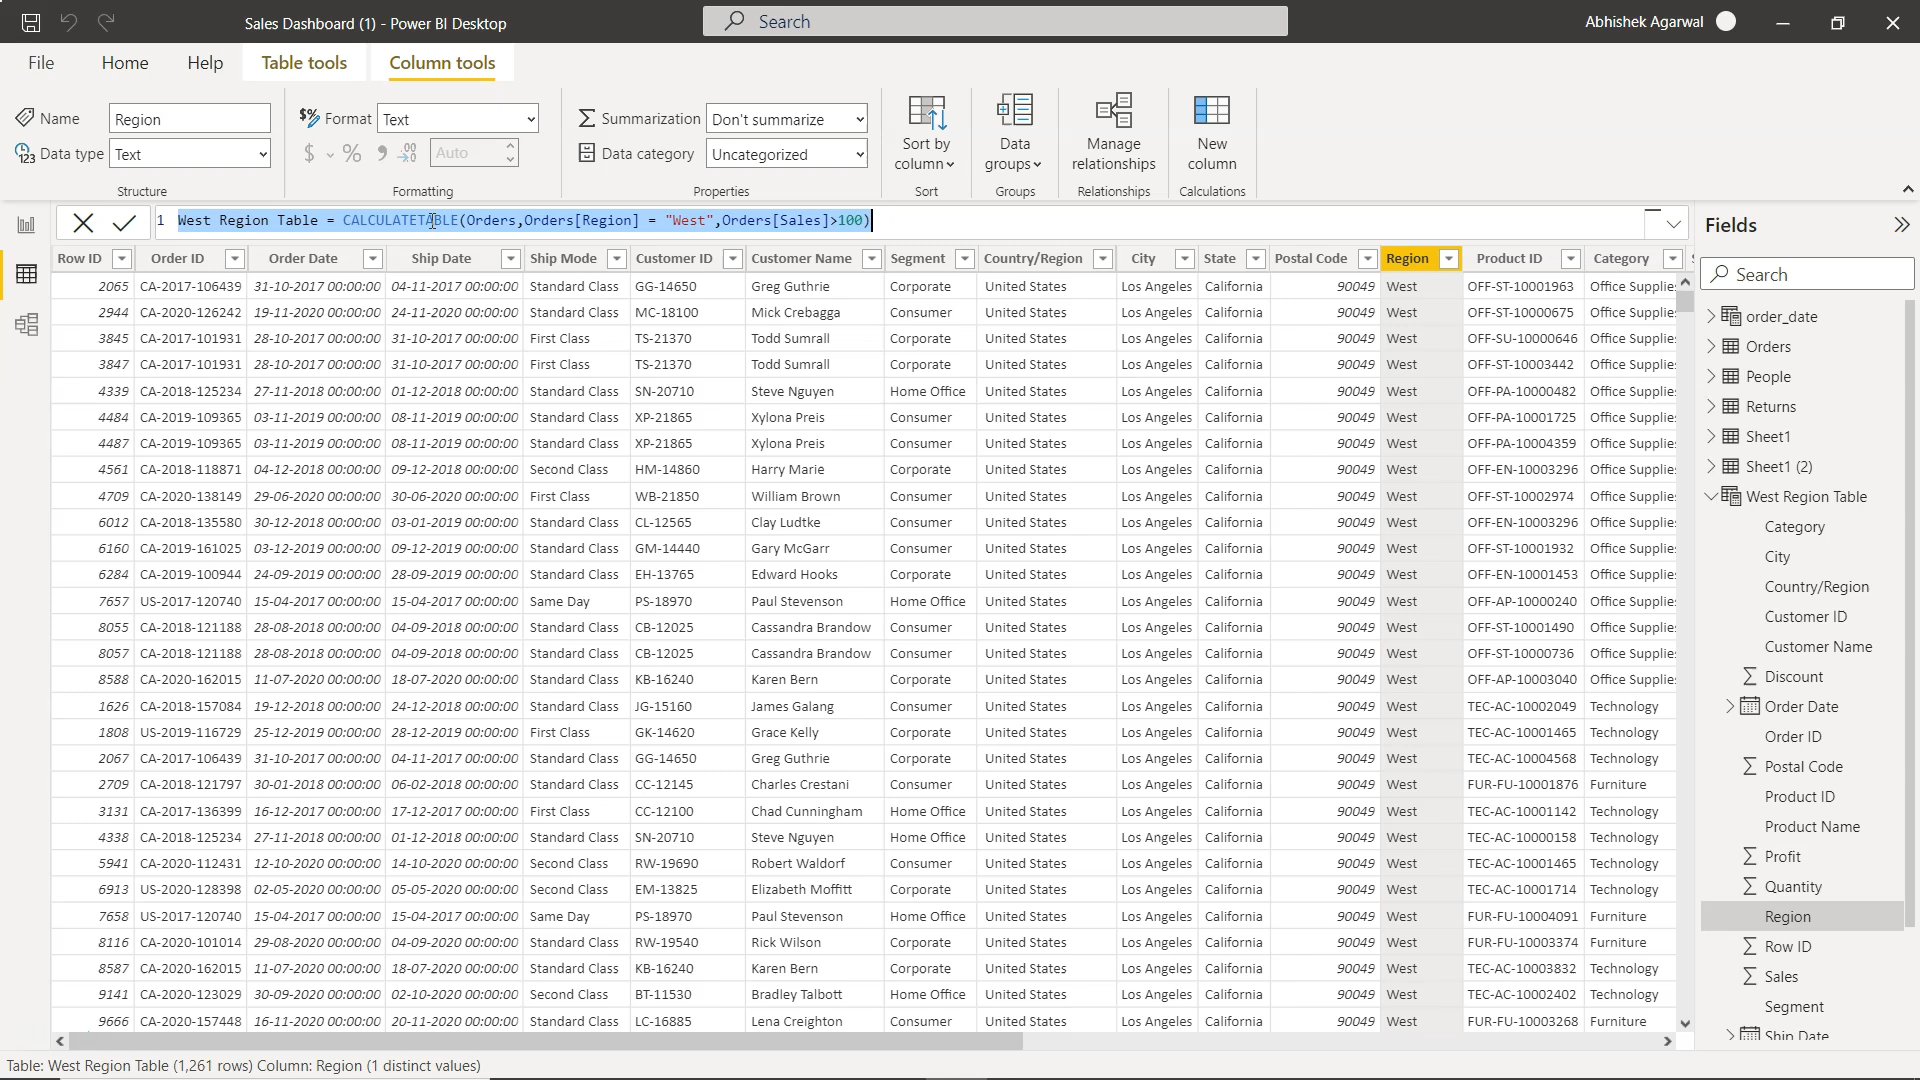 Sales Dashboard (1) - Power BI Desktop
Search
Abhishek Agarwal
File Home Help Table tools Column tools
Name Region
Data type Text
Structure
Format Text
$ % Auto
Formatting
Summarization Don't summarize
Data category Uncategorized
Properties
Sort by column
Sort
Data groups
Groups
Manage relationships
Relationships
New column
Calculations
1 West Region Table = CALCULATETABLE(Orders,Orders[Region] = "West",Orders[Sales]>100)
Row ID Order ID Order Date Ship Date Ship Mode Customer ID Customer Name Segment Country/Region City State Postal Code Region Product ID Category
2065 CA-2017-106439 31-10-2017 00:00:00 04-11-2017 00:00:00 Standard Class GG-14650 Greg Guthrie Corporate United States Los Angeles California 90049 West OFF-ST-10001963 Office Supplie
2944 CA-2020-126242 19-11-2020 00:00:00 24-11-2020 00:00:00 Standard Class MC-18100 Mick Crebagga Consumer United States Los Angeles California 90049 West OFF-ST-10000675 Office Supplie
3845 CA-2017-101931 28-10-2017 00:00:00 31-10-2017 00:00:00 First Class TS-21370 Todd Sumrall Corporate United States Los Angeles California 90049 West OFF-SU-10000646 Office Supplie
3847 CA-2017-101931 28-10-2017 00:00:00 31-10-2017 00:00:00 First Class TS-21370 Todd Sumrall Corporate United States Los Angeles California 90049 West OFF-ST-10003442 Office Supplie
4339 CA-2018-125234 27-11-2018 00:00:00 01-12-2018 00:00:00 Standard Class SN-20710 Steve Nguyen Home Office United States Los Angeles California 90049 West OFF-PA-10000482 Office Supplie
4484 CA-2019-109365 03-11-2019 00:00:00 08-11-2019 00:00:00 Standard Class XP-21865 Xylona Preis Consumer United States Los Angeles California 90049 West OFF-PA-10001725 Office Supplie
4487 CA-2019-109365 03-11-2019 00:00:00 08-11-2019 00:00:00 Standard Class XP-21865 Xylona Preis Consumer United States Los Angeles California 90049 West OFF-PA-10004359 Office Supplie
4561 CA-2018-118871 04-12-2018 00:00:00 09-12-2018 00:00:00 Second Class HM-14860 Harry Marie Corporate United States Los Angeles California 90049 West OFF-EN-10003296 Office Supplie
4709 CA-2020-138149 29-06-2020 00:00:00 30-06-2020 00:00:00 First Class WB-21850 William Brown Consumer United States Los Angeles California 90049 West OFF-ST-10002974 Office Supplie
6012 CA-2018-135580 30-12-2018 00:00:00 03-01-2019 00:00:00 Standard Class CL-12565 Clay Ludtke Consumer United States Los Angeles California 90049 West OFF-EN-10003296 Office Supplie
6160 CA-2019-161025 03-12-2019 00:00:00 09-12-2019 00:00:00 Standard Class GM-14440 Gary McGarr Consumer United States Los Angeles California 90049 West OFF-ST-10001932 Office Supplie
6284 CA-2019-100944 24-09-2019 00:00:00 28-09-2019 00:00:00 Standard Class EH-13765 Edward Hooks Corporate United States Los Angeles California 90049 West OFF-EN-10001453 Office Supplie
7657 US-2017-120740 15-04-2017 00:00:00 15-04-2017 00:00:00 Same Day PS-18970 Paul Stevenson Home Office United States Los Angeles California 90049 West OFF-AP-10000240 Office Supplie
8055 CA-2018-121188 28-08-2018 00:00:00 04-09-2018 00:00:00 Standard Class CB-12025 Cassandra Brandow Consumer United States Los Angeles California 90049 West OFF-ST-10001490 Office Supplie
8057 CA-2018-121188 28-08-2018 00:00:00 04-09-2018 00:00:00 Standard Class CB-12025 Cassandra Brandow Consumer United States Los Angeles California 90049 West OFF-ST-10000736 Office Supplie
8588 CA-2020-162015 11-07-2020 00:00:00 18-07-2020 00:00:00 Standard Class KB-16240 Karen Bern Corporate United States Los Angeles California 90049 West OFF-AP-10003040 Office Supplie
1626 CA-2018-157084 19-12-2018 00:00:00 24-12-2018 00:00:00 Standard Class JG-15160 James Galang Consumer United States Los Angeles California 90049 West TEC-AC-10002049 Technology
1808 US-2019-116729 25-12-2019 00:00:00 28-12-2019 00:00:00 First Class GK-14620 Grace Kelly Corporate United States Los Angeles California 90049 West TEC-AC-10001465 Technology
2067 CA-2017-106439 31-10-2017 00:00:00 04-11-2017 00:00:00 Standard Class GG-14650 Greg Guthrie Corporate United States Los Angeles California 90049 West TEC-AC-10004568 Technology
2709 CA-2018-121797 30-01-2018 00:00:00 06-02-2018 00:00:00 Standard Class CC-12145 Charles Crestani Consumer United States Los Angeles California 90049 West FUR-FU-10001876 Furniture
3131 CA-2017-136399 16-12-2017 00:00:00 17-12-2017 00:00:00 First Class CC-12100 Chad Cunningham Home Office United States Los Angeles California 90049 West TEC-AC-10001142 Technology
4338 CA-2018-125234 27-11-2018 00:00:00 01-12-2018 00:00:00 Standard Class SN-20710 Steve Nguyen Home Office United States Los Angeles California 90049 West TEC-AC-10000158 Technology
5941 CA-2020-112431 12-10-2020 00:00:00 14-10-2020 00:00:00 Second Class RW-19690 Robert Waldorf Consumer United States Los Angeles California 90049 West TEC-AC-10001465 Technology
6913 US-2020-128398 02-05-2020 00:00:00 05-05-2020 00:00:00 Second Class EM-13825 Elizabeth Moffitt Corporate United States Los Angeles California 90049 West TEC-AC-10001714 Technology
7658 US-2017-120740 15-04-2017 00:00:00 15-04-2017 00:00:00 Same Day PS-18970 Paul Stevenson Home Office United States Los Angeles California 90049 West FUR-FU-10004091 Furniture
8116 CA-2020-101014 29-08-2020 00:00:00 04-09-2020 00:00:00 Standard Class RW-19540 Rick Wilson Corporate United States Los Angeles California 90049 West FUR-FU-10003374 Furniture
8587 CA-2020-162015 11-07-2020 00:00:00 18-07-2020 00:00:00 Standard Class KB-16240 Karen Bern Corporate United States Los Angeles California 90049 West TEC-AC-10003832 Technology
9141 CA-2020-123029 30-09-2020 00:00:00 02-10-2020 00:00:00 Second Class BT-11530 Bradley Talbott Home Office United States Los Angeles California 90049 West TEC-AC-10002402 Technology
9666 CA-2020-157448 16-11-2020 00:00:00 20-11-2020 00:00:00 Standard Class LC-16885 Lena Creighton Consumer United States Los Angeles California 90049 West FUR-FU-10003268 Furniture
Fields
Search
order_date
Orders
People
Returns
Sheet1
Sheet1 (2)
West Region Table
Category
City
Country/Region
Customer ID
Customer Name
Discount
Order Date
Order ID
Postal Code
Product ID
Product Name
Profit
Quantity
Region
Row ID
Sales
Segment
Ship Date
Table: West Region Table (1,261 rows) Column: Region (1 distinct values)